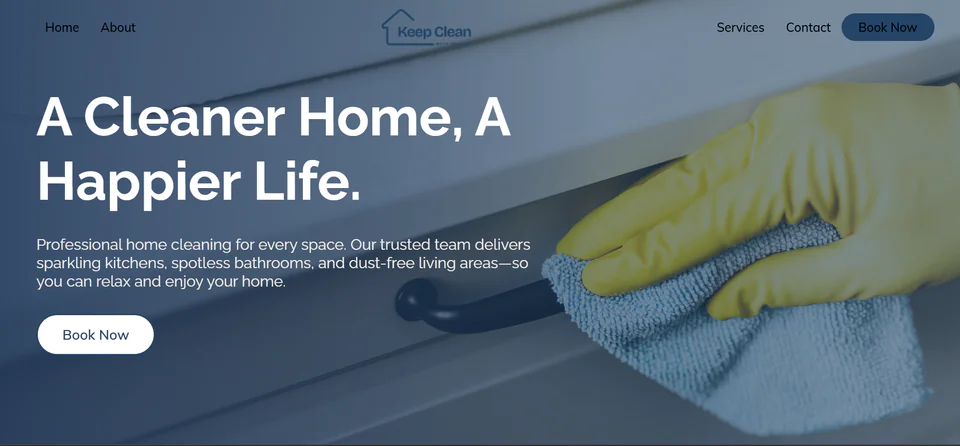 Home
About
Keep Clean
Services
Contact
Book Now
A Cleaner Home, A
Happier Life.
Professional home cleaning for every space. Our trusted team delivers
sparkling kitchens, spotless bathrooms, and dust-free living areas—so
you can relax and enjoy your home.
Book Now